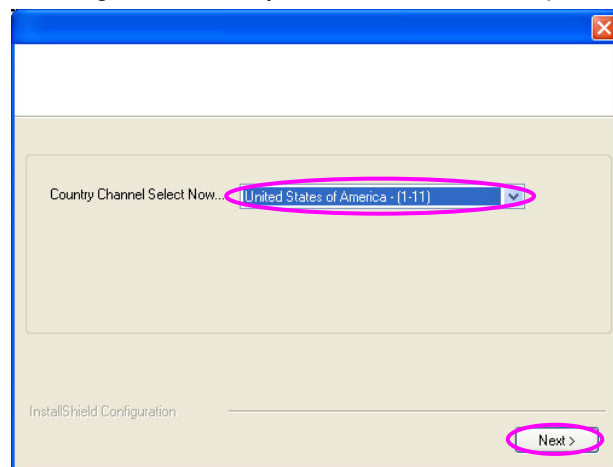 Country Channel Select Now... United States of America - (1-11)
InstallShield Configuration
Next >